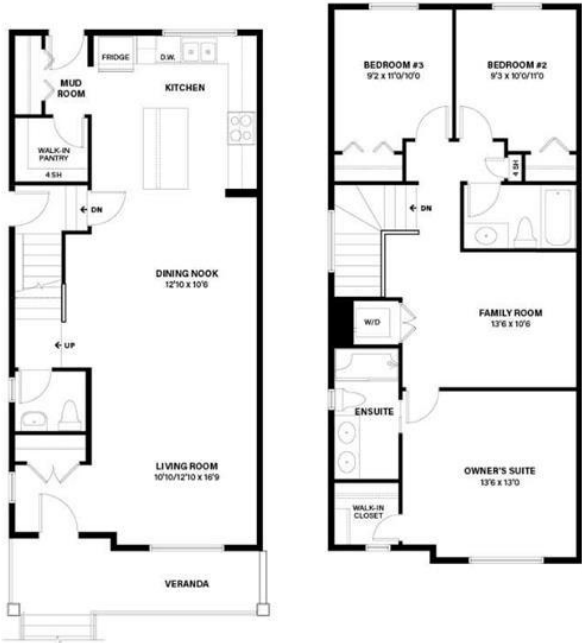 FRIDGE
D.W.
MUD
ROOM
KITCHEN
WALK-IN
PANTRY
4 SH
← DN
DINING NOOK
12'10 x 10'6
← UP
LIVING ROOM
10'10/12'10 x 16'9
VERANDA
BEDROOM #3
9'2 x 11'0/10'0
BEDROOM #2
9'3 x 10'0/11'0
4 SH
← DN
FAMILY ROOM
13'6 x 10'6
W/D
ENSUITE
OWNER'S SUITE
13'6 x 13'0
WALK-IN
CLOSET